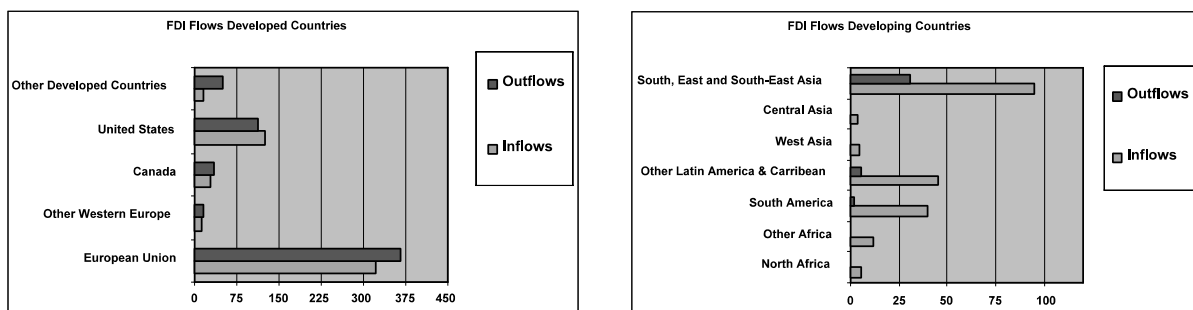 FDI Flows Developed Countries
Other Developed Countries
United States
Canada
Other Western Europe
European Union
0 75 150 225 300 375 450
Outflows
Inflows
FDI Flows Developing Countries
South, East and South-East Asia
Central Asia
West Asia
Other Latin America & Carribean
South America
Other Africa
North Africa
0 25 50 75 100
Outflows
Inflows